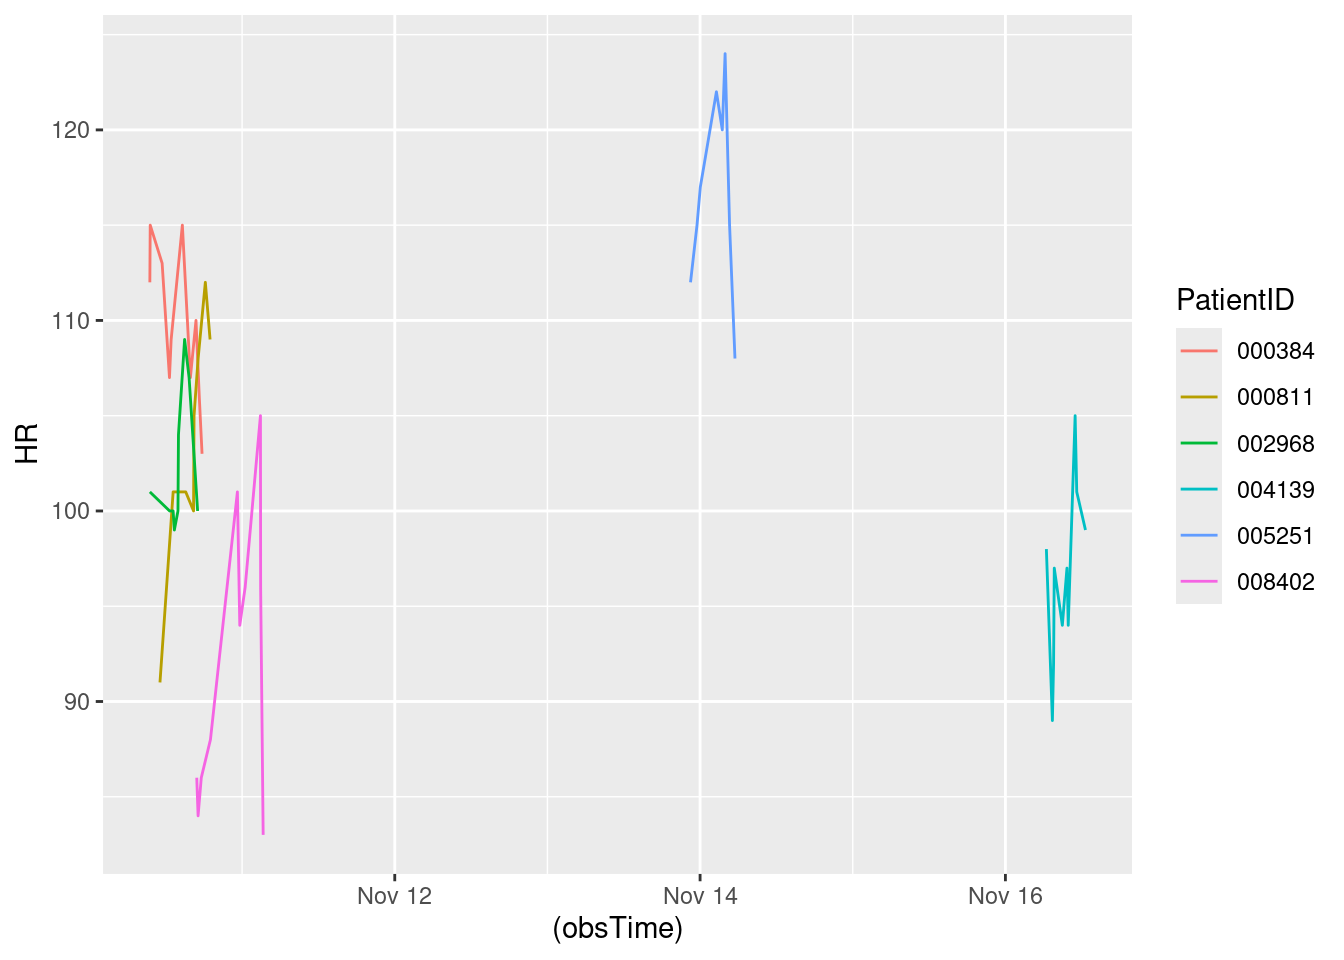 120
110
100
90
HR
Nov 12
Nov 14
Nov 16
(obsTime)
PatientID
000384
000811
002968
004139
005251
008402